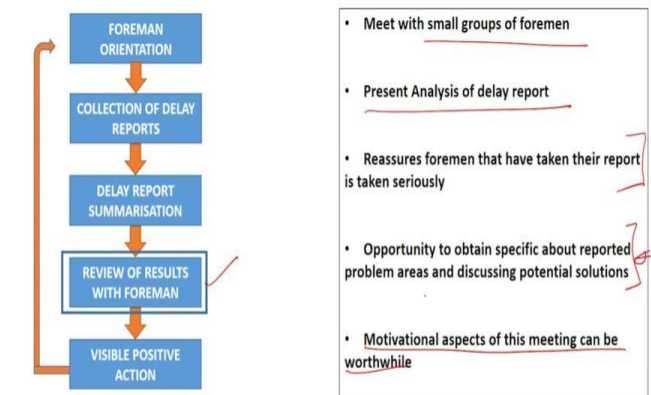 FOREMAN
ORIENTATION
COLLECTION OF DELAY
REPORTS
DELAY REPORT
SUMMARISATION
REVIEW OF RESULTS
WITH FOREMAN
VISIBLE POSITIVE
ACTION
• Meet with small groups of foremen
• Present Analysis of delay report
• Reassures foremen that have taken their report
is taken seriously
• Opportunity to obtain specific about reported
problem areas and discussing potential solutions
• Motivational aspects of this meeting can be
worthwhile